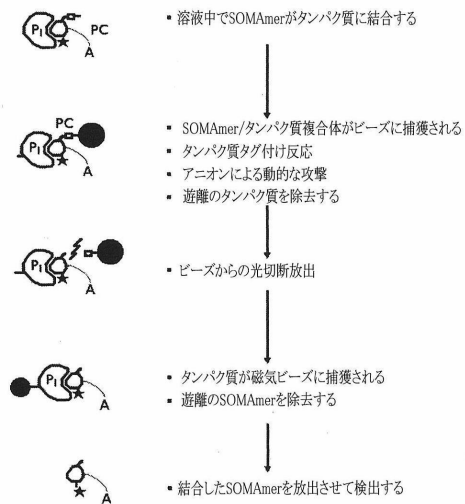 P1
PC
A
▪ 溶液中でSOMAmerがタンパク質に結合する
PC
P1
A
▪ SOMAmer/タンパク質複合体がビーズに捕獲される
▪ タンパク質タグ付け反応
▪ アニオンによる動的な攻撃
▪ 遊離のタンパク質を除去する
P1
A
▪ ビーズからの光切断放出
P1
A
▪ タンパク質が磁気ビーズに捕獲される
▪ 遊離のSOMAmerを除去する
A
▪ 結合したSOMAmerを放出させて検出する